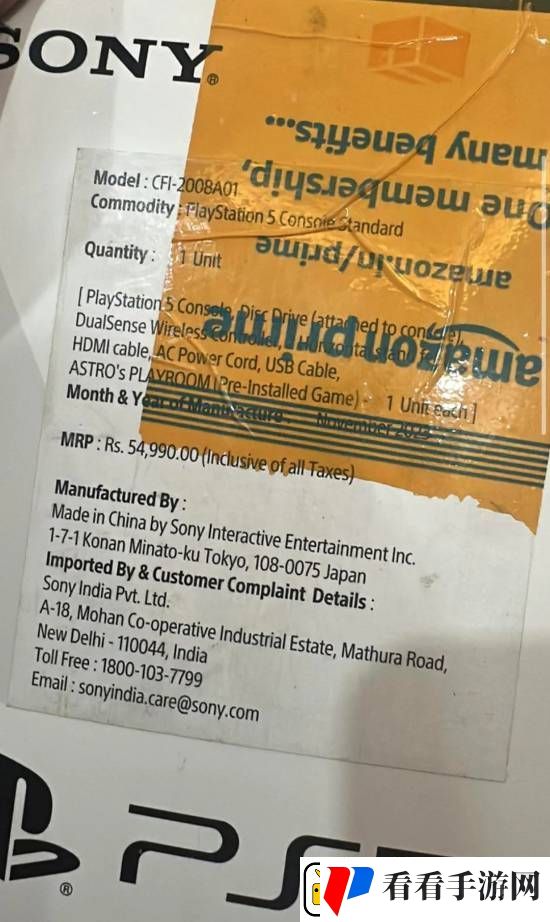 SONY®
many benefits...
One membership,
amazon.in/prime
amazonprime
Model : CFI-2008A01
Commodity : PlayStation 5 Console Standard
Quantity : 1 Unit
[ PlayStation 5 Console, Disc Drive (attached to console),
DualSense Wireless Controller,
HDMI cable, AC Power Cord, USB Cable,
ASTRO's PLAYROOM (Pre-Installed Game) - 1 Unit each ]
Month & Year of Manufacture : November 2023
MRP : Rs. 54,990.00 (Inclusive of all Taxes)
Manufactured By :
Made in China by Sony Interactive Entertainment Inc.
1-7-1 Konan Minato-ku Tokyo, 108-0075 Japan
Imported By & Customer Complaint Details :
Sony India Pvt. Ltd.
A-18, Mohan Co-operative Industrial Estate, Mathura Road,
New Delhi - 110044, India
Toll Free : 1800-103-7799
Email : sonyindia.care@sony.com
®
PS5
看看手游网